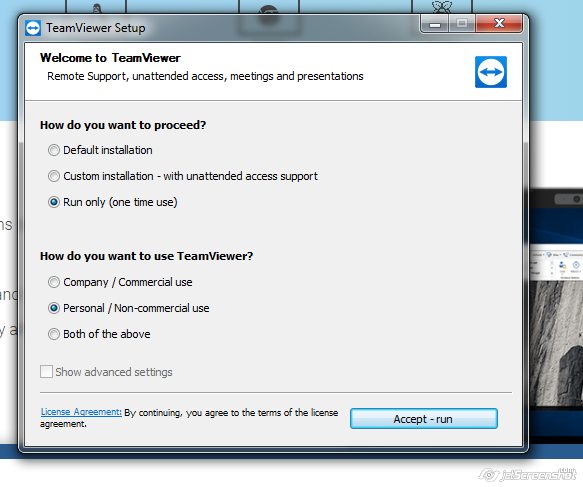 TeamViewer Setup
Welcome to TeamViewer
Remote Support, unattended access, meetings and presentations
How do you want to proceed?
Default installation
Custom installation - with unattended access support
Run only (one time use)
How do you want to use TeamViewer?
Company / Commercial use
Personal / Non-commercial use
Both of the above
Show advanced settings
License Agreement: By continuing, you agree to the terms of the license
agreement.
Accept - run
jetScreenshot